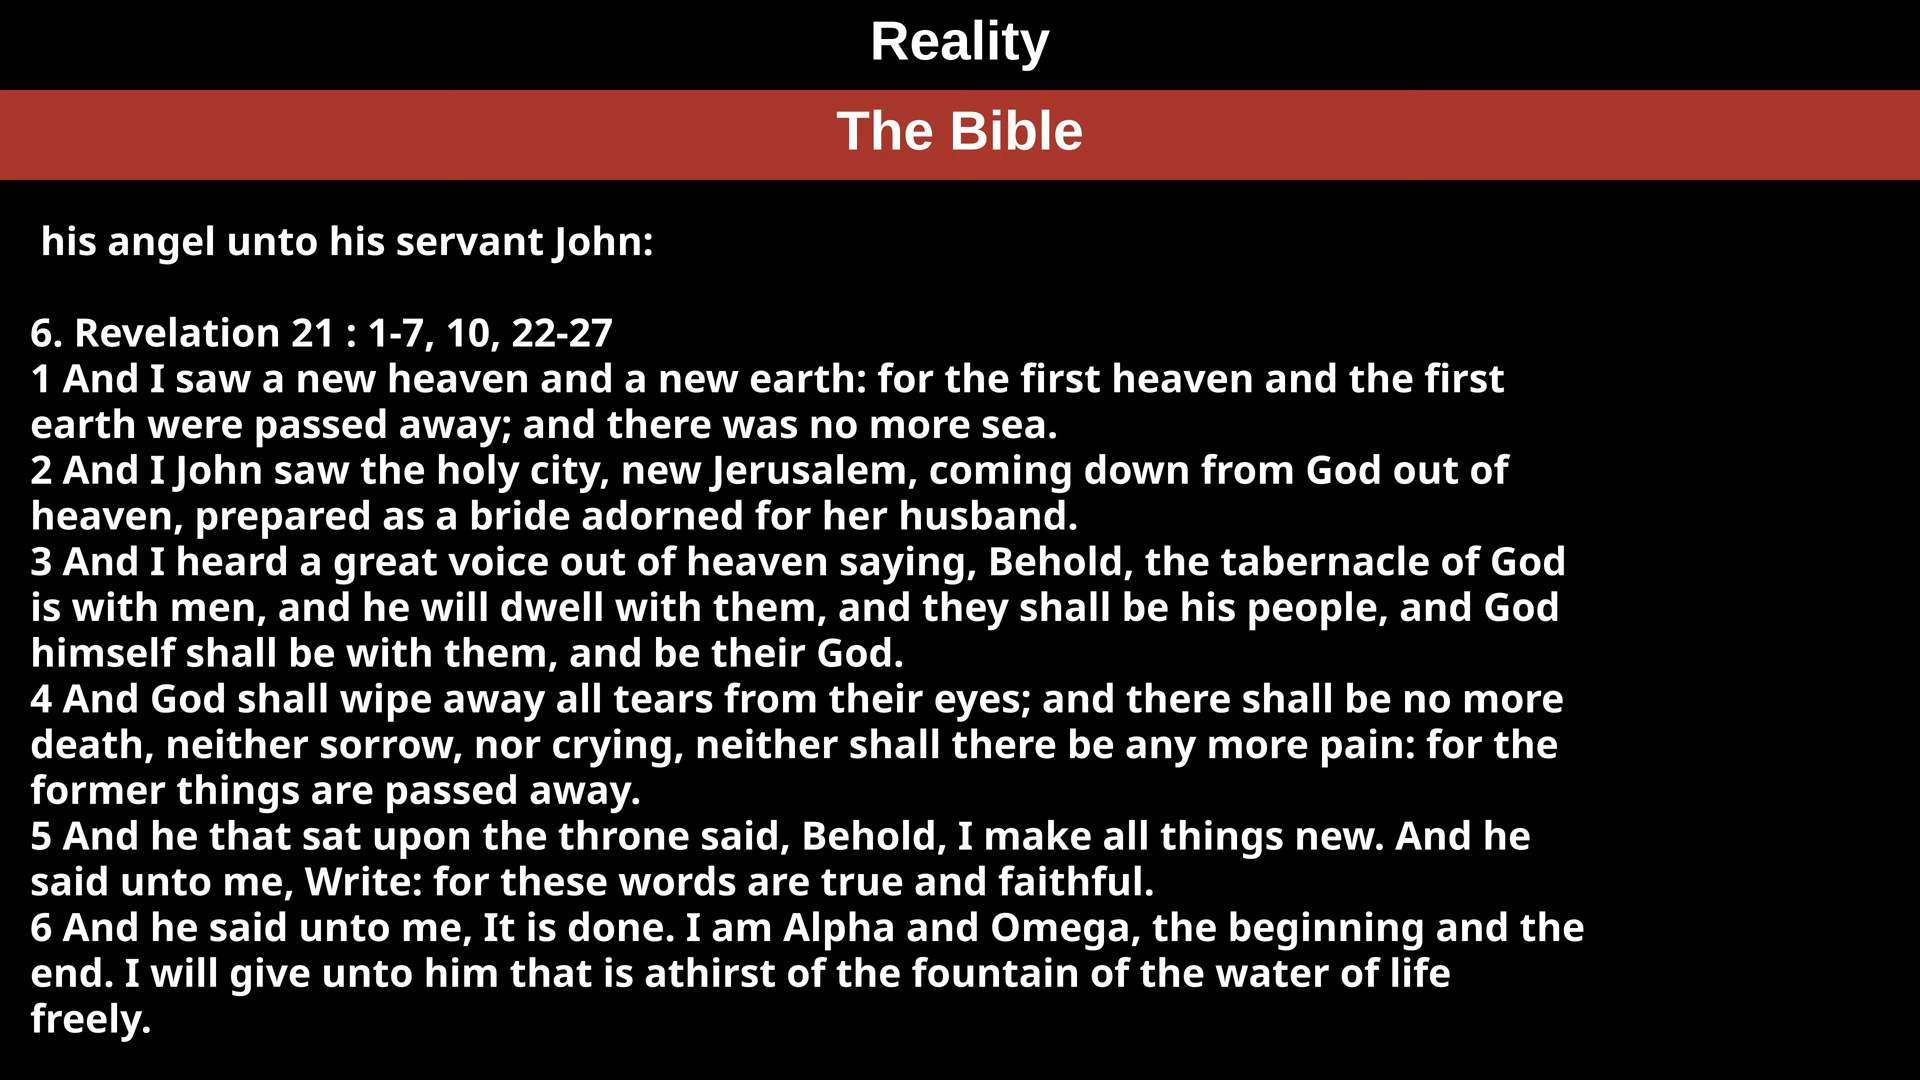 Reality
The Bible
his angel unto his servant John:
6. Revelation 21 : 1-7, 10, 22-27
1 And I saw a new heaven and a new earth: for the first heaven and the first
earth were passed away; and there was no more sea.
2 And I John saw the holy city, new Jerusalem, coming down from God out of
heaven, prepared as a bride adorned for her husband.
3 And I heard a great voice out of heaven saying, Behold, the tabernacle of God
is with men, and he will dwell with them, and they shall be his people, and God
himself shall be with them, and be their God.
4 And God shall wipe away all tears from their eyes; and there shall be no more
death, neither sorrow, nor crying, neither shall there be any more pain: for the
former things are passed away.
5 And he that sat upon the throne said, Behold, I make all things new. And he
said unto me, Write: for these words are true and faithful.
6 And he said unto me, It is done. I am Alpha and Omega, the beginning and the
end. I will give unto him that is athirst of the fountain of the water of life
freely.